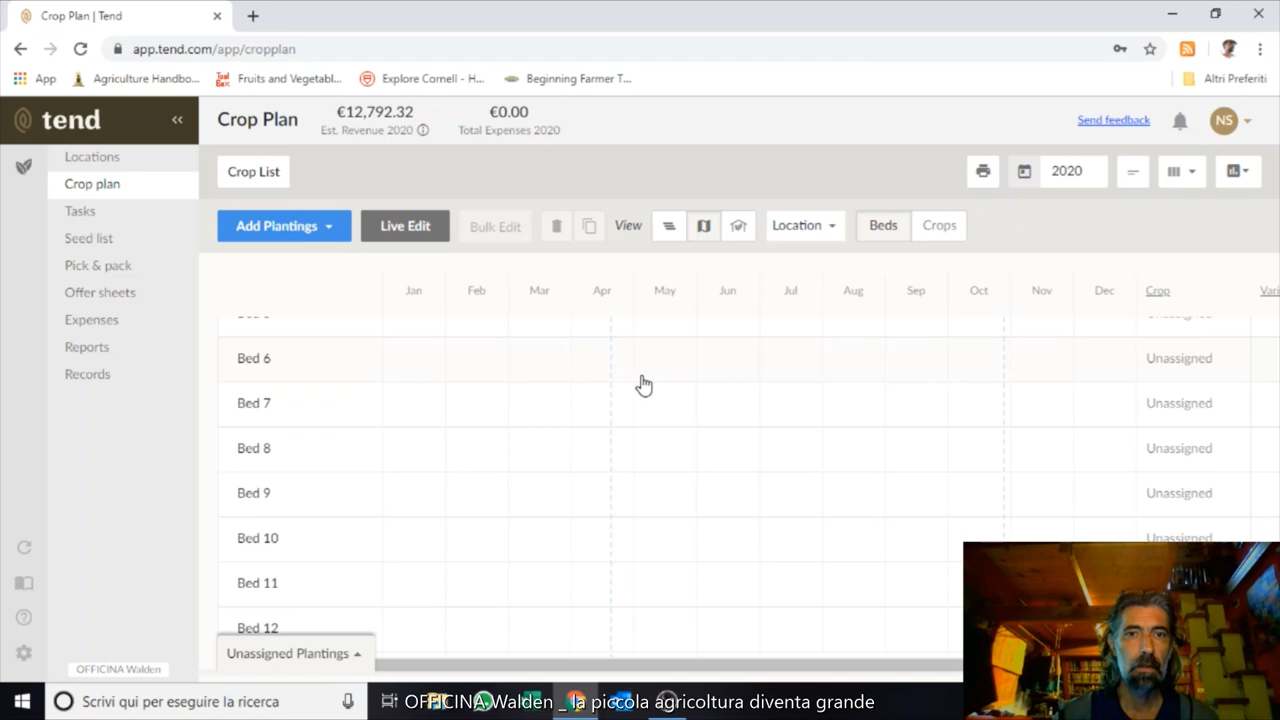 Crop Plan | Tend
app.tend.com/app/cropplan
App
Agriculture Handbo...
Fruits and Vegetabl...
Explore Cornell - H...
Beginning Farmer T...
Altri Preferiti
tend
Crop Plan
€12,792.32
Est. Revenue 2020
€0.00
Total Expenses 2020
Send feedback
NS
Locations
Crop plan
Tasks
Seed list
Pick & pack
Offer sheets
Expenses
Reports
Records
Crop List
2020
Add Plantings
Live Edit
Bulk Edit
View
Location
Beds
Crops
Jan Feb Mar Apr May Jun Jul Aug Sep Oct Nov Dec Crop Vari
Bed 6 Unassigned
Bed 7 Unassigned
Bed 8 Unassigned
Bed 9 Unassigned
Bed 10 Unassigned
Bed 11
Bed 12
Unassigned Plantings
OFFICINA Walden
Scrivi qui per eseguire la ricerca
OFFICINA Walden _ la piccola agricoltura diventa grande